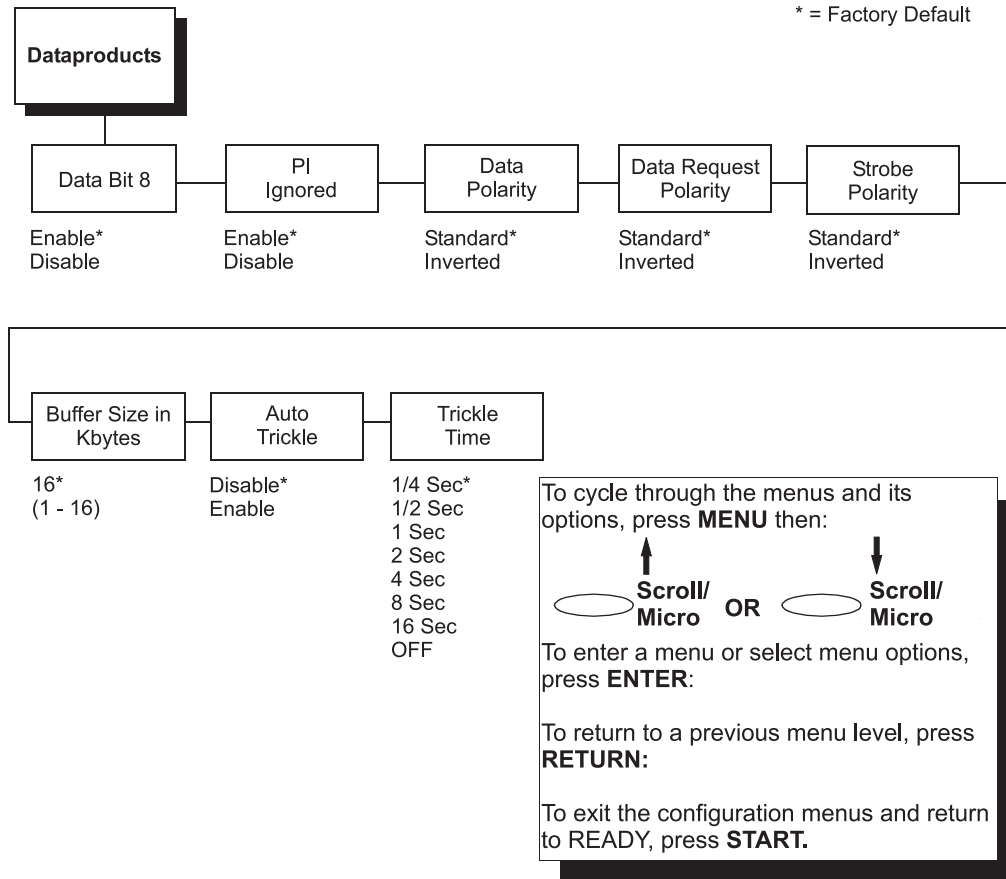 * = Factory Default
Dataproducts
Data Bit 8
Enable*
Disable
PI
Ignored
Enable*
Disable
Data
Polarity
Standard*
Inverted
Data Request
Polarity
Standard*
Inverted
Strobe
Polarity
Standard*
Inverted
Buffer Size in
Kbytes
16*
(1 - 16)
Auto
Trickle
Disable*
Enable
Trickle
Time
1/4 Sec*
1/2 Sec
1 Sec
2 Sec
4 Sec
8 Sec
16 Sec
OFF
To cycle through the menus and its
options, press MENU then:
Scroll/
Micro
OR
Scroll/
Micro
To enter a menu or select menu options,
press ENTER:
To return to a previous menu level, press
RETURN:
To exit the configuration menus and return
to READY, press START.